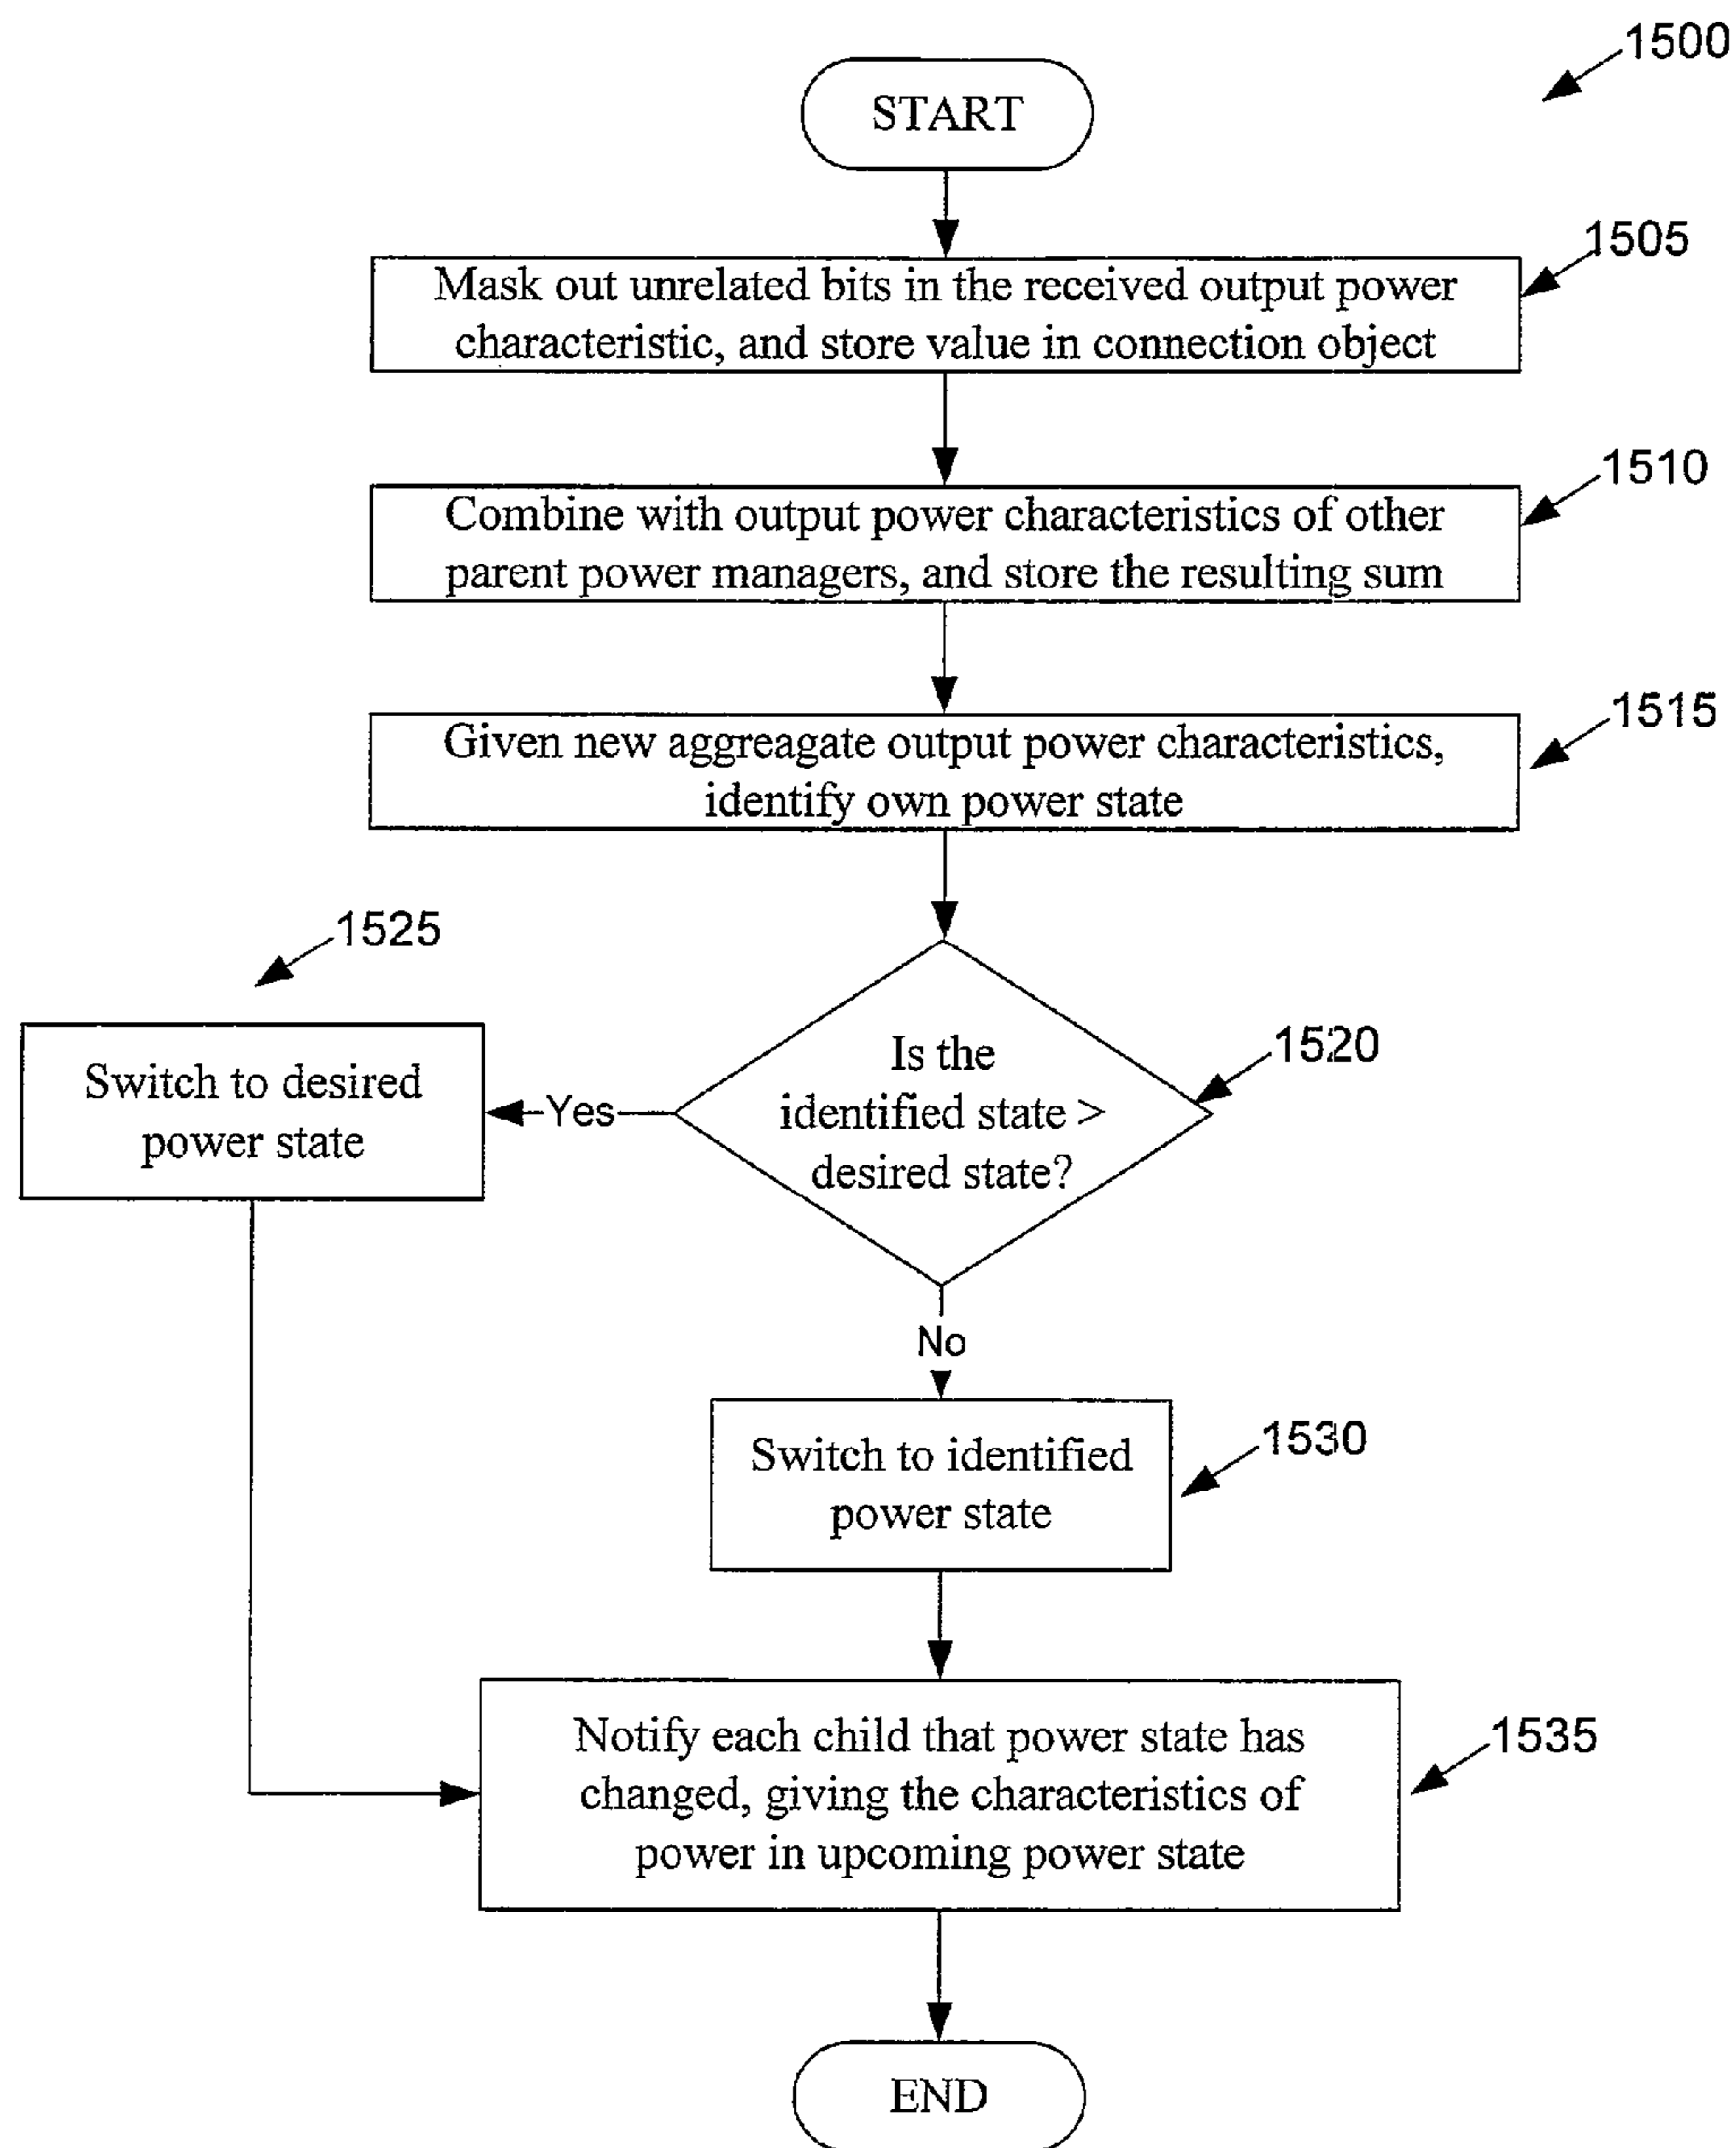 1500
START
1505
Mask out unrelated bits in the received output power
characteristic, and store value in connection object
1510
Combine with output power characteristics of other
parent power managers, and store the resulting sum
1515
Given new aggreagate output power characteristics,
identify own power state
1525
Switch to desired
power state
Yes
Is the
identified state >
desired state?
1520
No
Switch to identified
power state
1530
Notify each child that power state has
changed, giving the characteristics of
power in upcoming power state
1535
END